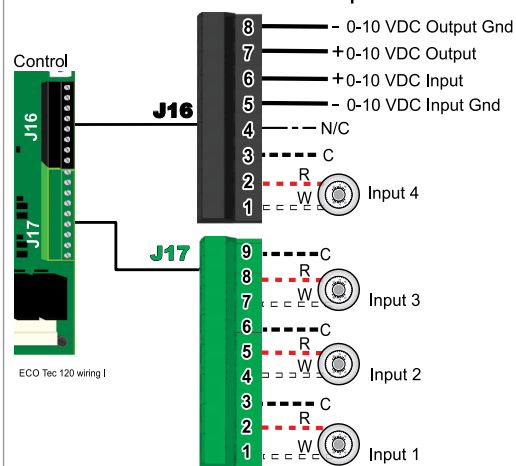 Control
J16
J17
ECO Tec 120 wiring I
J16
8 - 0-10 VDC Output Gnd
7 + 0-10 VDC Output
6 + 0-10 VDC Input
5 - 0-10 VDC Input Gnd
4 N/C
3 C
2 R
1 W
Input 4
J17
9 C
8 R
7 W
Input 3
6 C
5 R
4 W
Input 2
3 C
2 R
1 W
Input 1